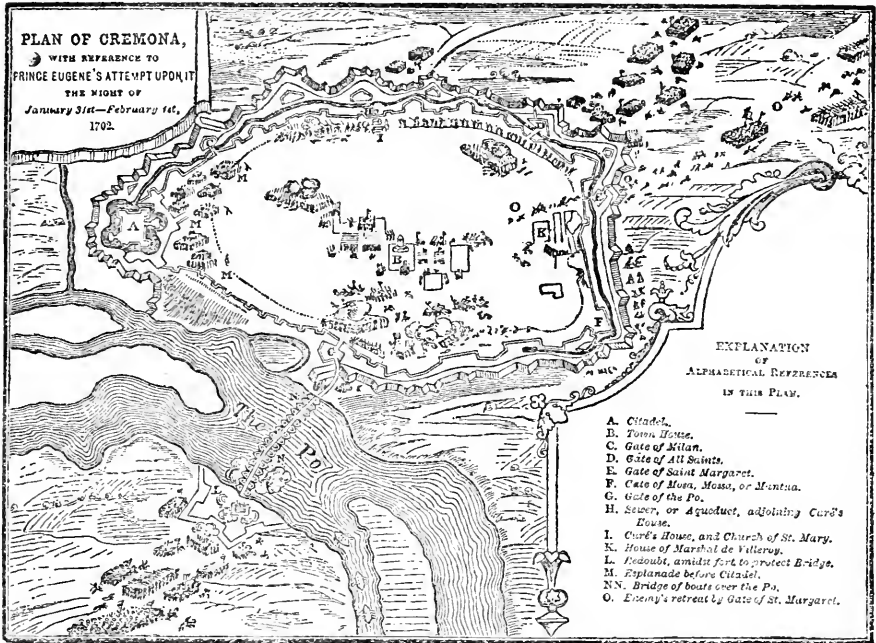 PLAN OF CREMONA,
WITH REFERENCE TO
PRINCE EUGENE'S ATTEMPT UPON IT
THE NIGHT OF
January 31st—February 1st,
1702.
I
M
O
O
A
M
K
B
M
F
G
N
The
Po
N
L
EXPLANATION
OF
ALPHABETICAL REFERENCES
IN THIS PLAN.
A. Citadel.
B. Town House.
C. Gate of Milan.
D. Gate of All Saints.
E. Gate of Saint Margaret.
F. Gate of Mosa, Mossa, or Mantua.
G. Gate of the Po.
H. Sewer, or Aqueduct, adjoining Curé's
House.
I. Curé's House, and Church of St. Mary.
K. House of Marshal de Villeroy.
L. Redoubt, amidst fort to protect Bridge.
M. Esplanade before Citadel.
NN. Bridge of boats over the Po.
O. Enemy's retreat by Gate of St. Margaret.